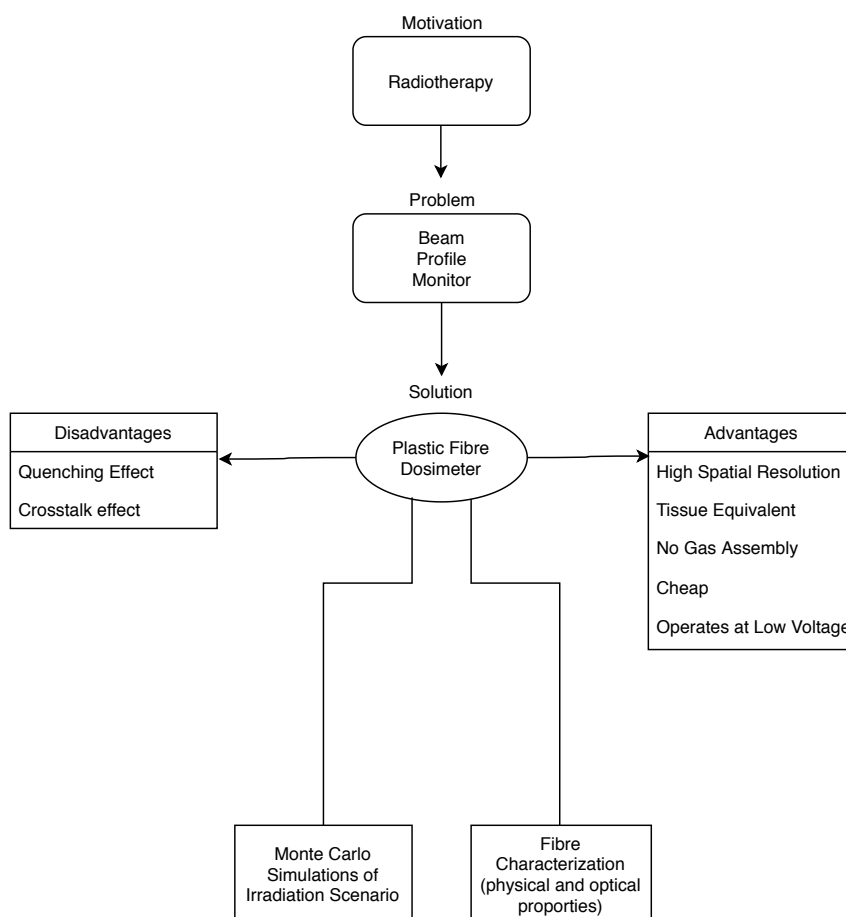 Motivation
Radiotherapy
Problem
Beam
Profile
Monitor
Solution
Plastic Fibre
Dosimeter
Disadvantages
Quenching Effect
Crosstalk effect
Advantages
High Spatial Resolution
Tissue Equivalent
No Gas Assembly
Cheap
Operates at Low Voltage
Monte Carlo
Simulations of
Irradiation Scenario
Fibre
Characterization
(physical and optical
proporties)